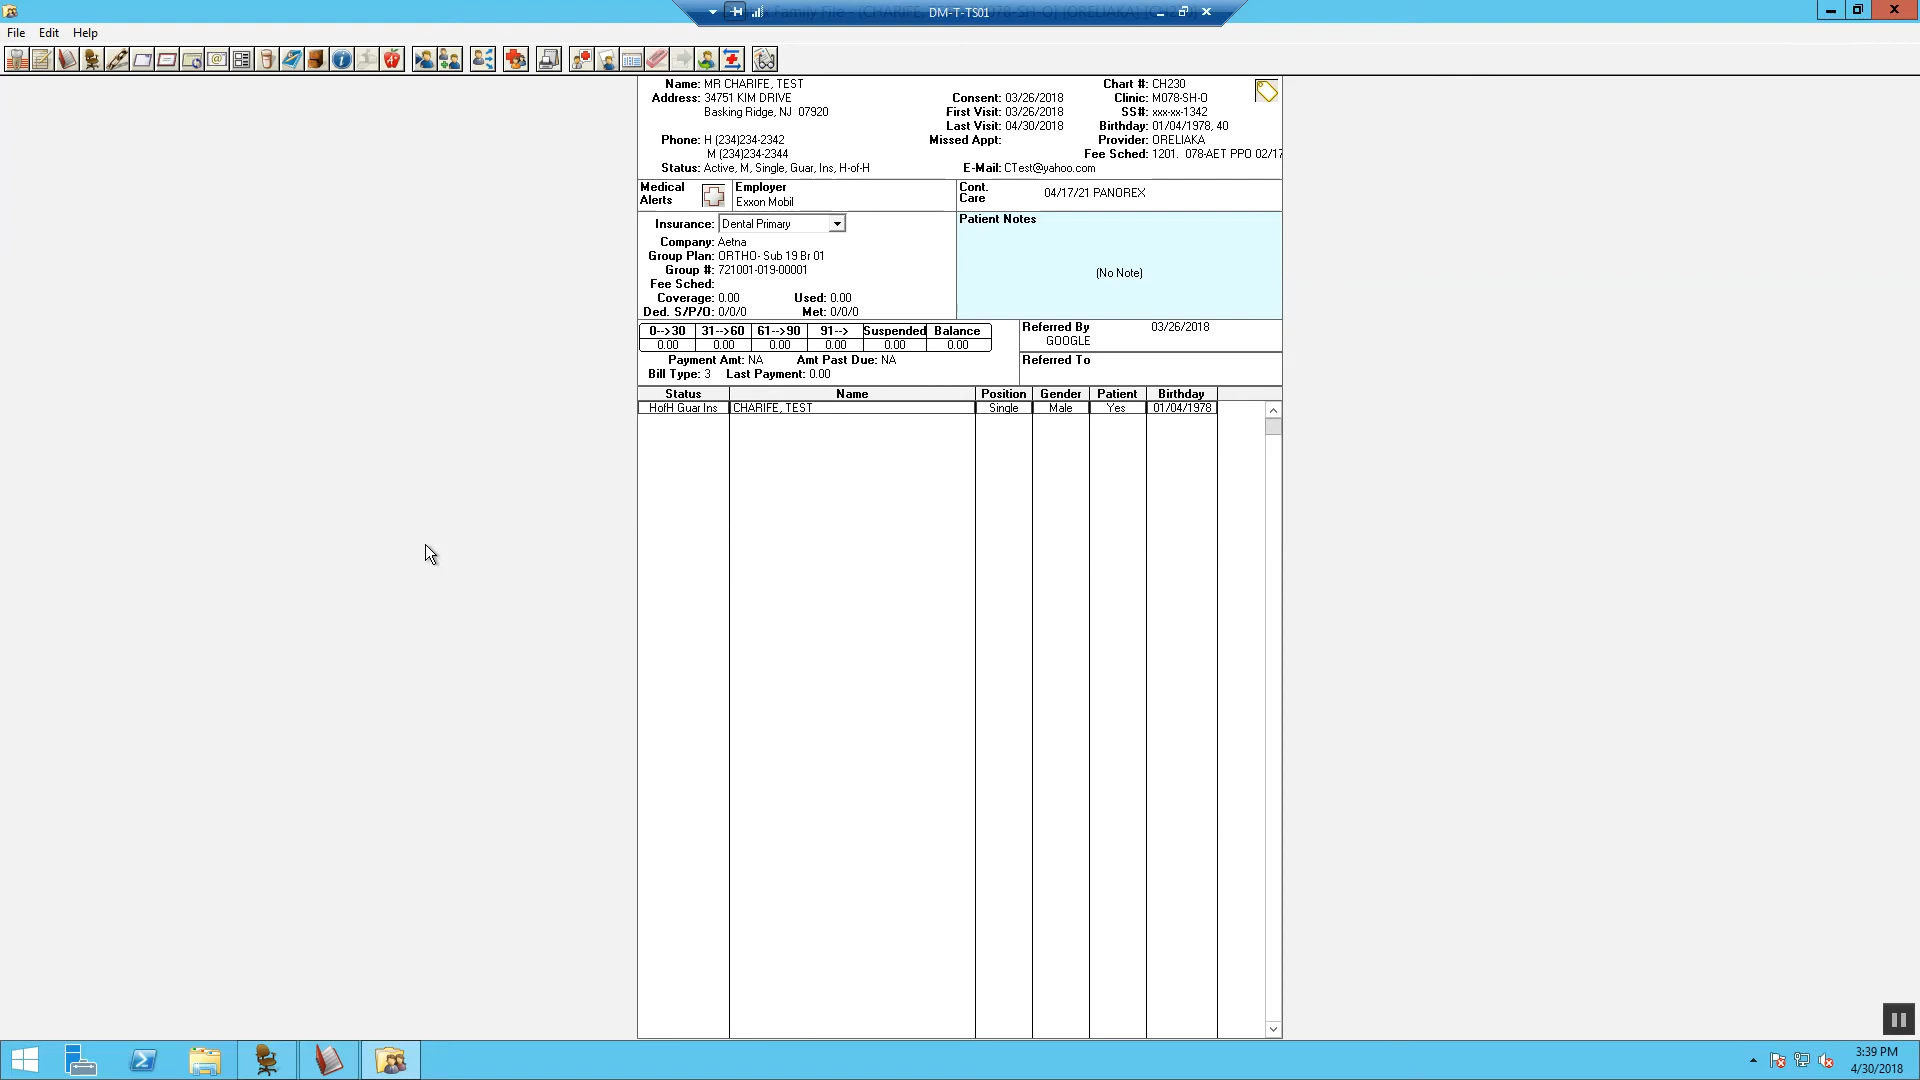 DM-T-TS01
File Edit Help
Name: MR CHARIFE, TEST
Chart #: CH230
Address: 34751 KIM DRIVE
Consent: 03/26/2018
Clinic: M078-SH-O
Basking Ridge, NJ 07920
First Visit: 03/26/2018
SS#: xxx-xx-1342
Last Visit: 04/30/2018
Birthday: 01/04/1978, 40
Phone: H (234)234-2342
Missed Appt:
Provider: ORELIAKA
M (234)234-2344
Fee Sched: 1201. 078-AET PPO 02/17
Status: Active, M, Single, Guar, Ins, H-of-H
E-Mail: CTest@yahoo.com
Medical Alerts
Employer
Exxon Mobil
Cont. Care
04/17/21 PANOREX
Insurance: Dental Primary
Company: Aetna
Group Plan: ORTHO- Sub 19 Br 01
Group #: 721001-019-00001
Fee Sched:
Coverage: 0.00 Used: 0.00
Ded. S/P/O: 0/0/0 Met: 0/0/0
Patient Notes
(No Note)
0-->30 31-->60 61-->90 91--> Suspended Balance
0.00 0.00 0.00 0.00 0.00 0.00
Payment Amt: NA Amt Past Due: NA
Bill Type: 3 Last Payment: 0.00
Referred By 03/26/2018
GOOGLE
Referred To
Status Name Position Gender Patient Birthday
HofH Guar Ins CHARIFE, TEST Single Male Yes 01/04/1978
3:39 PM
4/30/2018